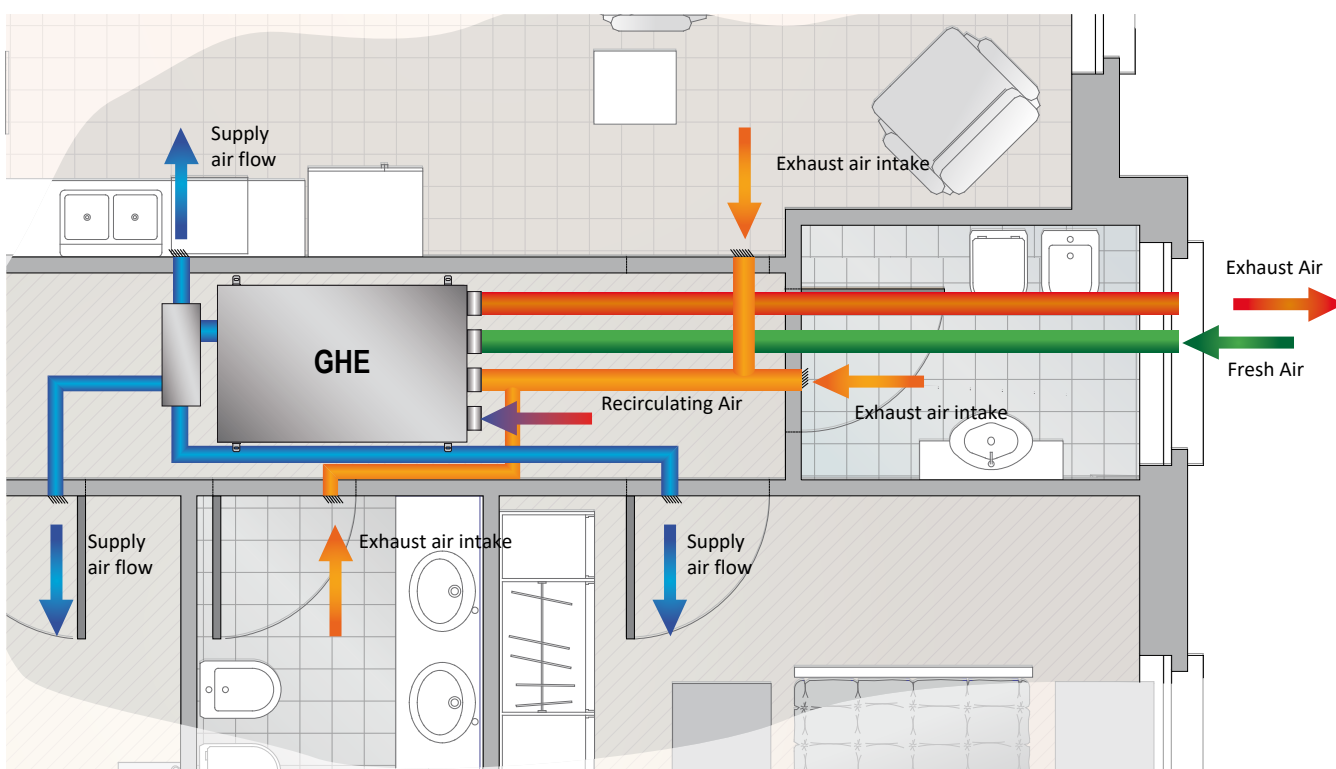 Supply
air flow
Exhaust air intake
Exhaust Air
Fresh Air
GHE
Recirculating Air
Exhaust air intake
Supply
air flow
Exhaust air intake
Supply
air flow